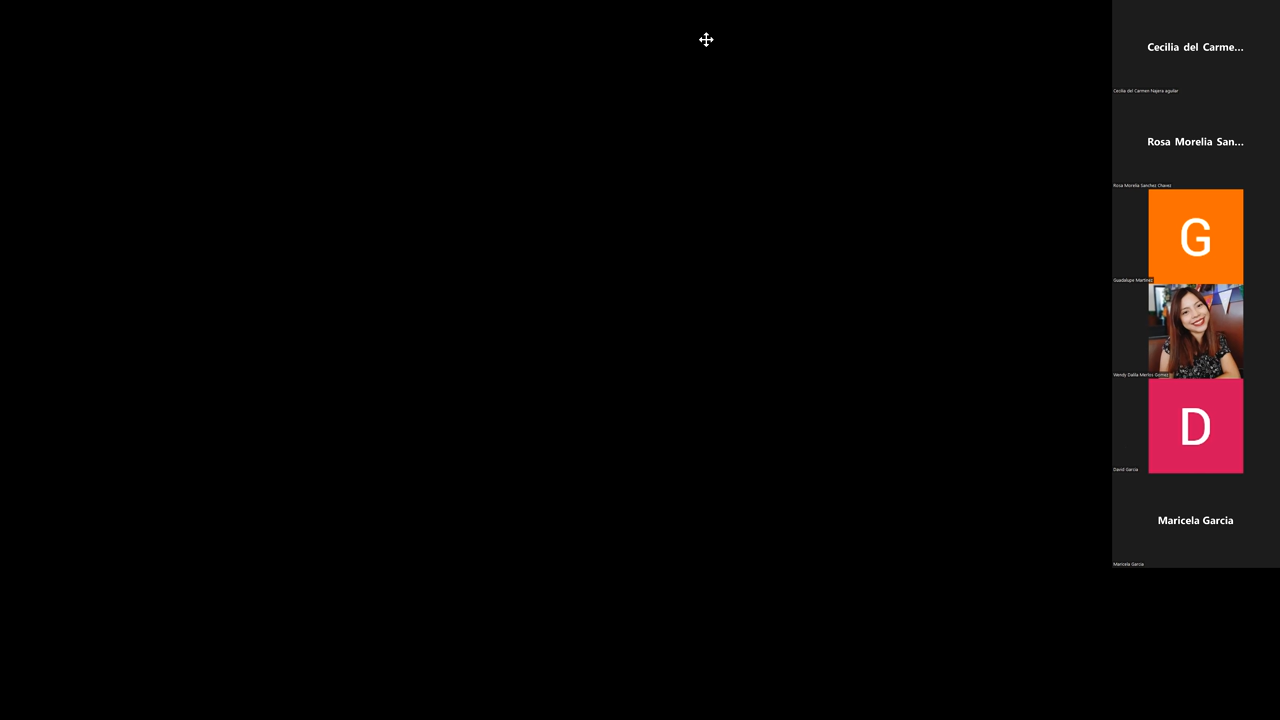 Cecilia del Carme...
Cecilia del Carmen Najera aguilar
Rosa Morelia San...
Rosa Morelia Sanchez Chavez
G
Guadalupe Martinez
Wendy Dalila Merlos Gomez
D
David Garcia
Maricela Garcia
Maricela Garcia